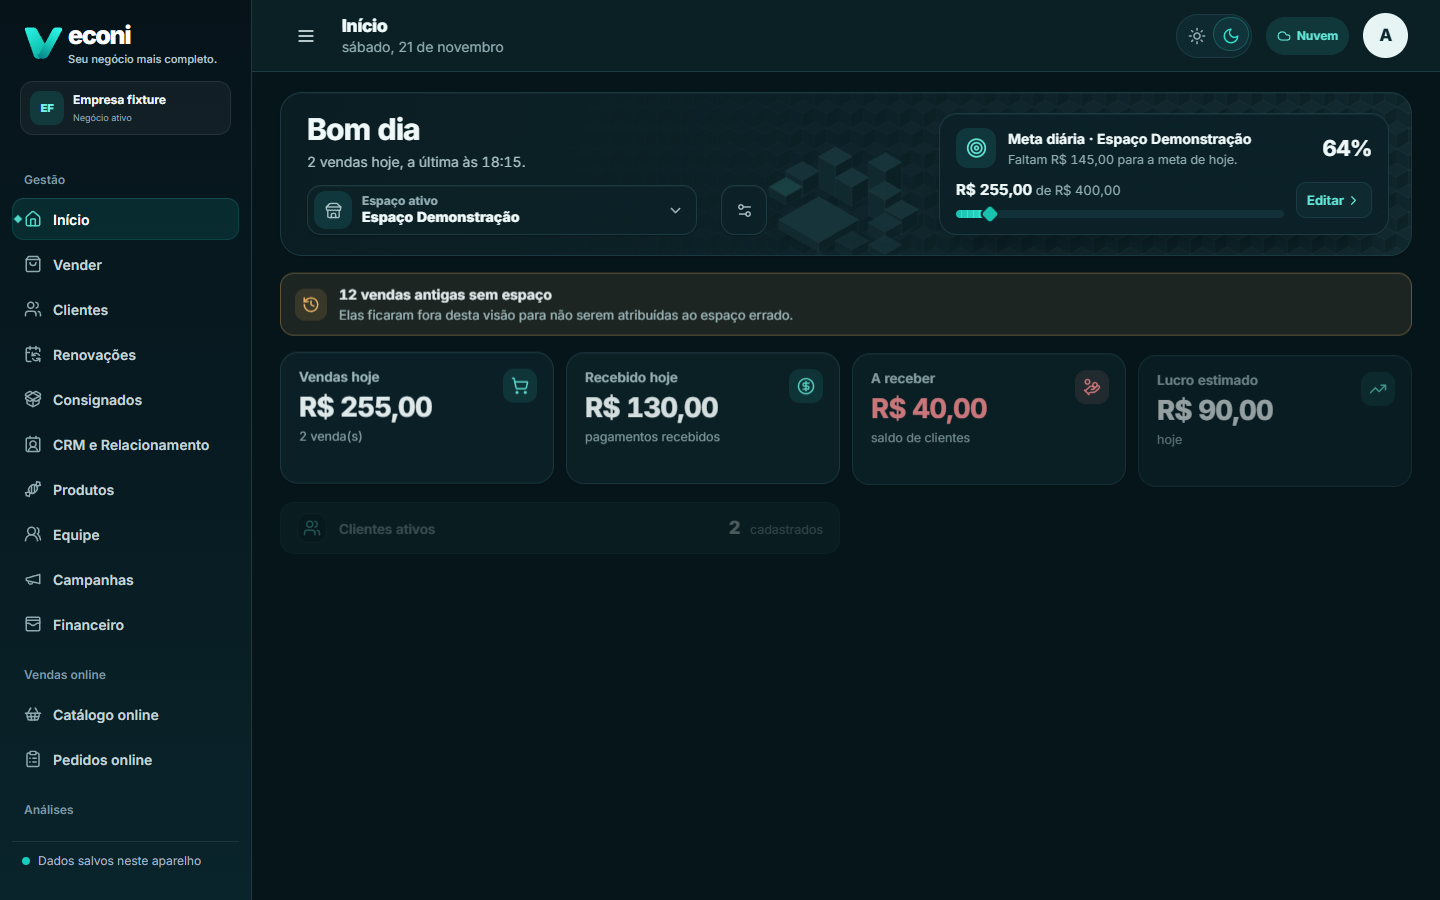 Veconi
Seu negócio mais completo.
EF
Empresa fixture
Negócio ativo
Gestão
Início
Vender
Clientes
Renovações
Consignados
CRM e Relacionamento
Produtos
Equipe
Campanhas
Financeiro
Vendas online
Catálogo online
Pedidos online
Análises
Dados salvos neste aparelho
Início
sábado, 21 de novembro
Nuvem
A
Bom dia
2 vendas hoje, a última às 18:15.
Espaço ativo
Espaço Demonstração
Meta diária · Espaço Demonstração
Faltam R$ 145,00 para a meta de hoje.
64%
R$ 255,00 de R$ 400,00
Editar
12 vendas antigas sem espaço
Elas ficaram fora desta visão para não serem atribuídas ao espaço errado.
Vendas hoje
R$ 255,00
2 venda(s)
Recebido hoje
R$ 130,00
pagamentos recebidos
A receber
R$ 40,00
saldo de clientes
Lucro estimado
R$ 90,00
hoje
Clientes ativos
2 cadastrados